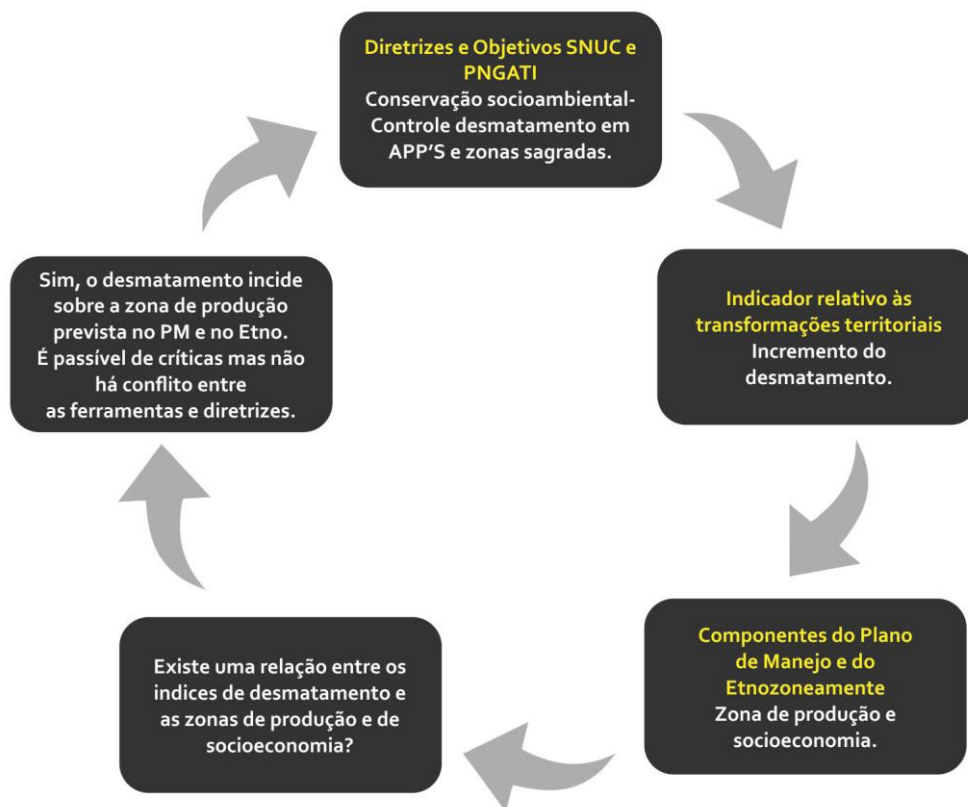 Diretrizes e Objetivos SNUC e
PNGATI
Conservação socioambiental-
Controle desmatamento em
APP'S e zonas sagradas.
Indicador relativo às
transformações territoriais
Incremento do
desmatamento.
Componentes do Plano
de Manejo e do
Etnozoneamente
Zona de produção e
socioeconomia.
Existe uma relação entre os
indices de desmatamento e
as zonas de produção e de
socioeconomia?
Sim, o desmatamento incide
sobre a zona de produção
prevista no PM e no Etno.
É passível de críticas mas não
há conflito entre
as ferramentas e diretrizes.